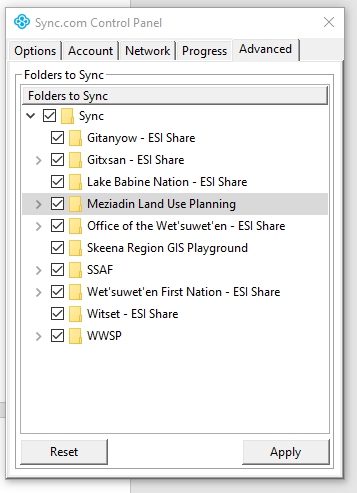 Sync.com Control Panel
Options Account Network Progress Advanced
Folders to Sync
Folders to Sync
Sync
Gitanyow - ESI Share
Gitxsan - ESI Share
Lake Babine Nation - ESI Share
Meziadin Land Use Planning
Office of the Wet'suwet'en - ESI Share
Skeena Region GIS Playground
SSAF
Wet'suwet'en First Nation - ESI Share
Witset - ESI Share
WWSP
Reset Apply